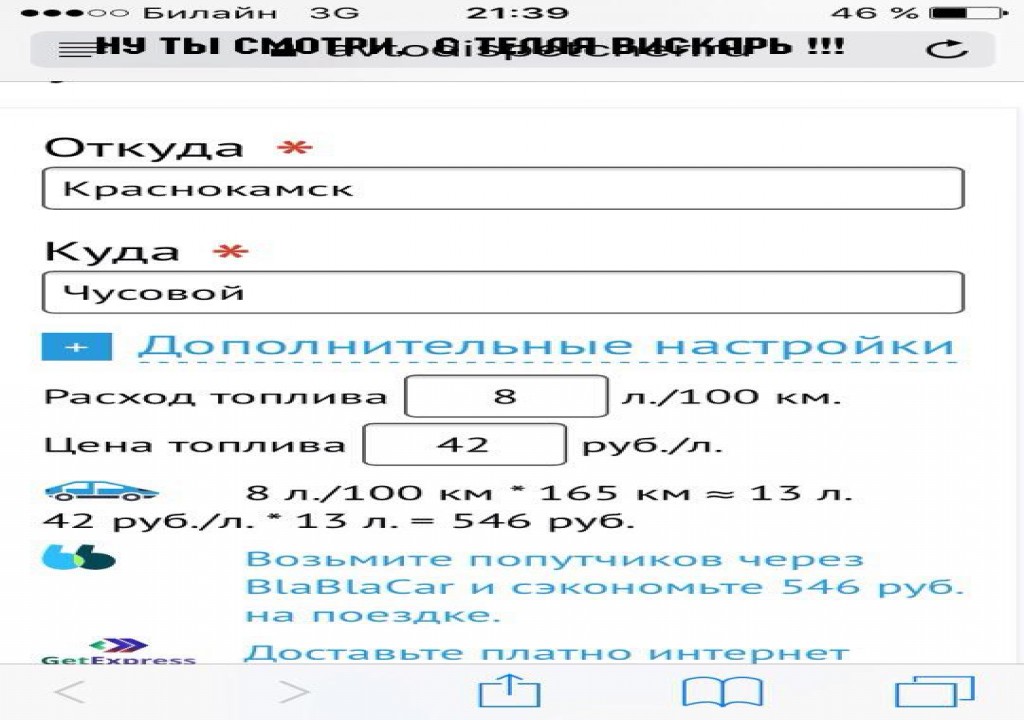 Билайн 3G 21:39 46 %
НУ ТЫ СМОТРИ, С ТЕБЯ ВИСКАРЬ !!!
Откуда *
Краснокамск
Куда *
Чусовой
+ Дополнительные настройки
Расход топлива 8 л./100 км.
Цена топлива 42 руб./л.
8 л./100 км * 165 км ≈ 13 л.
42 руб./л. * 13 л. = 546 руб.
Возьмите попутчиков через
BlaBlaCar и сэкономьте 546 руб.
на поездке.
GetExpress Доставьте платно интернет